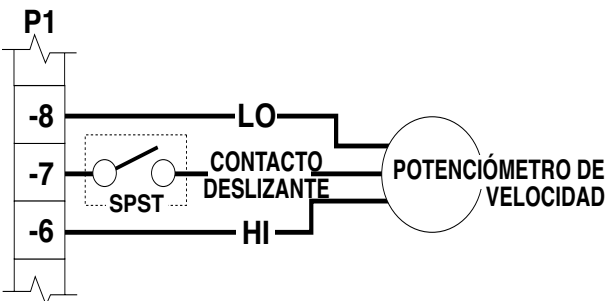 P1
-8
LO
-7
SPST
CONTACTO
DESLIZANTE
POTENCIÓMETRO DE
VELOCIDAD
-6
HI